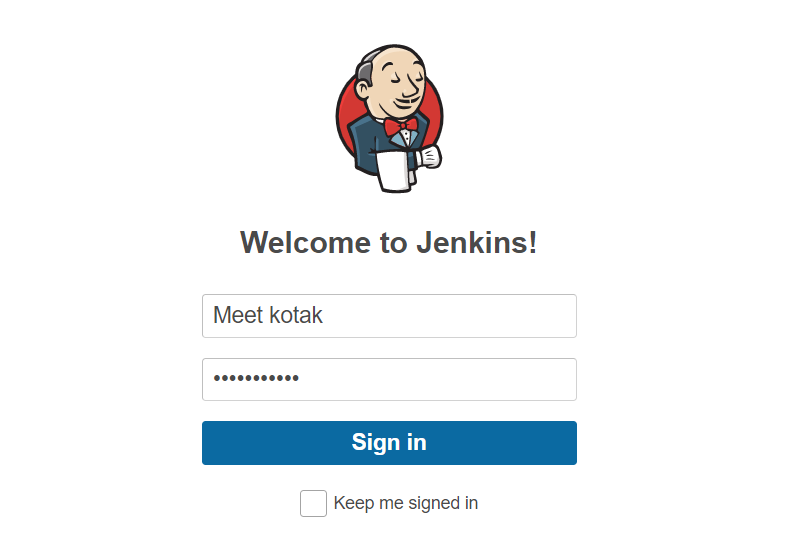 Welcome to Jenkins!
Meet kotak
•••••••••••
Sign in
Keep me signed in